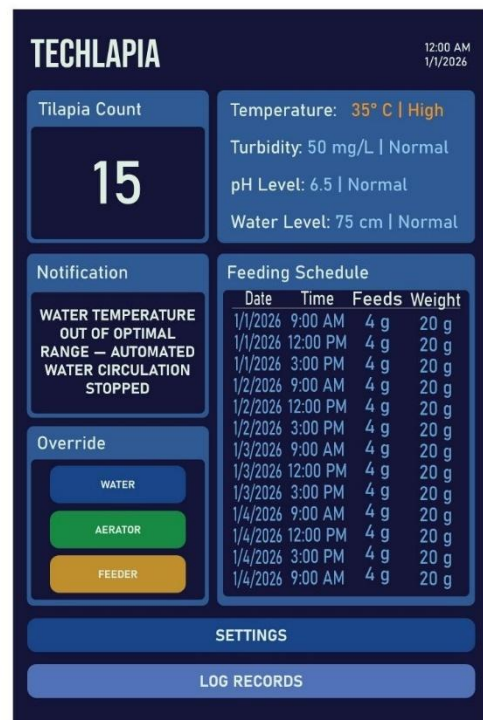 TECHLAPIA
12:00 AM
1/1/2026
Tilapia Count
15
Temperature: 35° C | High
Turbidity: 50 mg/L | Normal
pH Level: 6.5 | Normal
Water Level: 75 cm | Normal
Notification
WATER TEMPERATURE
OUT OF OPTIMAL
RANGE — AUTOMATED
WATER CIRCULATION
STOPPED
Override
WATER
AERATOR
FEEDER
Feeding Schedule
Date Time Feeds Weight
1/1/2026 9:00 AM 4 g 20 g
1/1/2026 12:00 PM 4 g 20 g
1/1/2026 3:00 PM 4 g 20 g
1/2/2026 9:00 AM 4 g 20 g
1/2/2026 12:00 PM 4 g 20 g
1/2/2026 3:00 PM 4 g 20 g
1/3/2026 9:00 AM 4 g 20 g
1/3/2026 12:00 PM 4 g 20 g
1/3/2026 3:00 PM 4 g 20 g
1/4/2026 9:00 AM 4 g 20 g
1/4/2026 12:00 PM 4 g 20 g
1/4/2026 3:00 PM 4 g 20 g
1/4/2026 9:00 AM 4 g 20 g
SETTINGS
LOG RECORDS